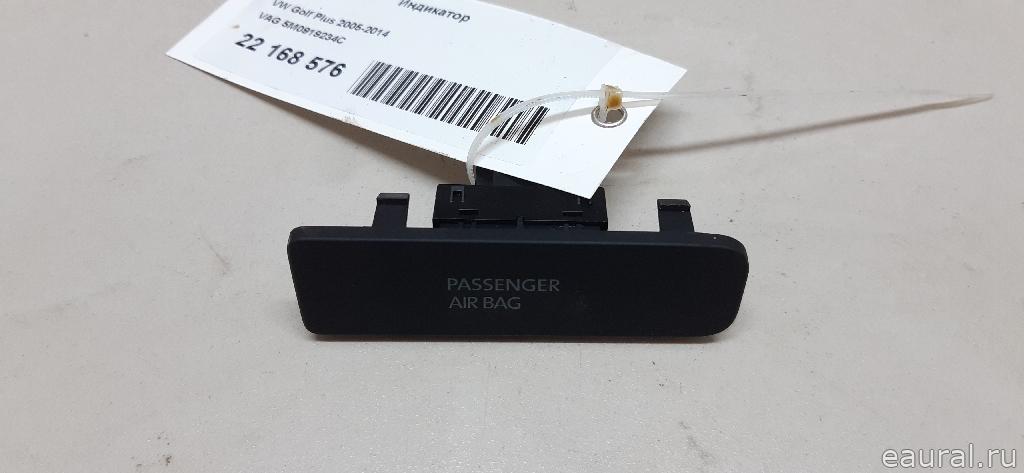 Индикатор
VW Golf Plus 2005-2014
VAG 5M0919234C
22 168 576
PASSENGER
AIR BAG
eaural.ru